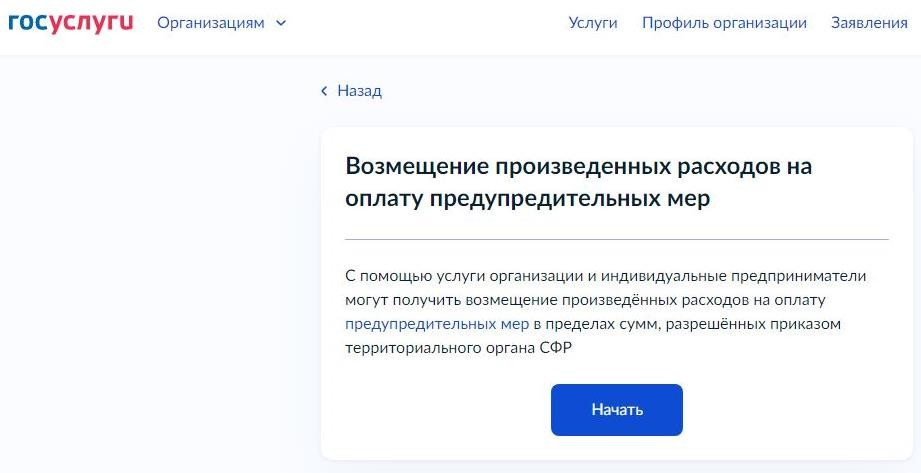 госуслуги Организациям Услуги Профиль организации Заявления
Назад
Возмещение произведенных расходов на
оплату предупредительных мер
С помощью услуги организации и индивидуальные предприниматели
могут получить возмещение произведённых расходов на оплату
предупредительных мер в пределах сумм, разрешённых приказом
территориального органа СФР
Начать